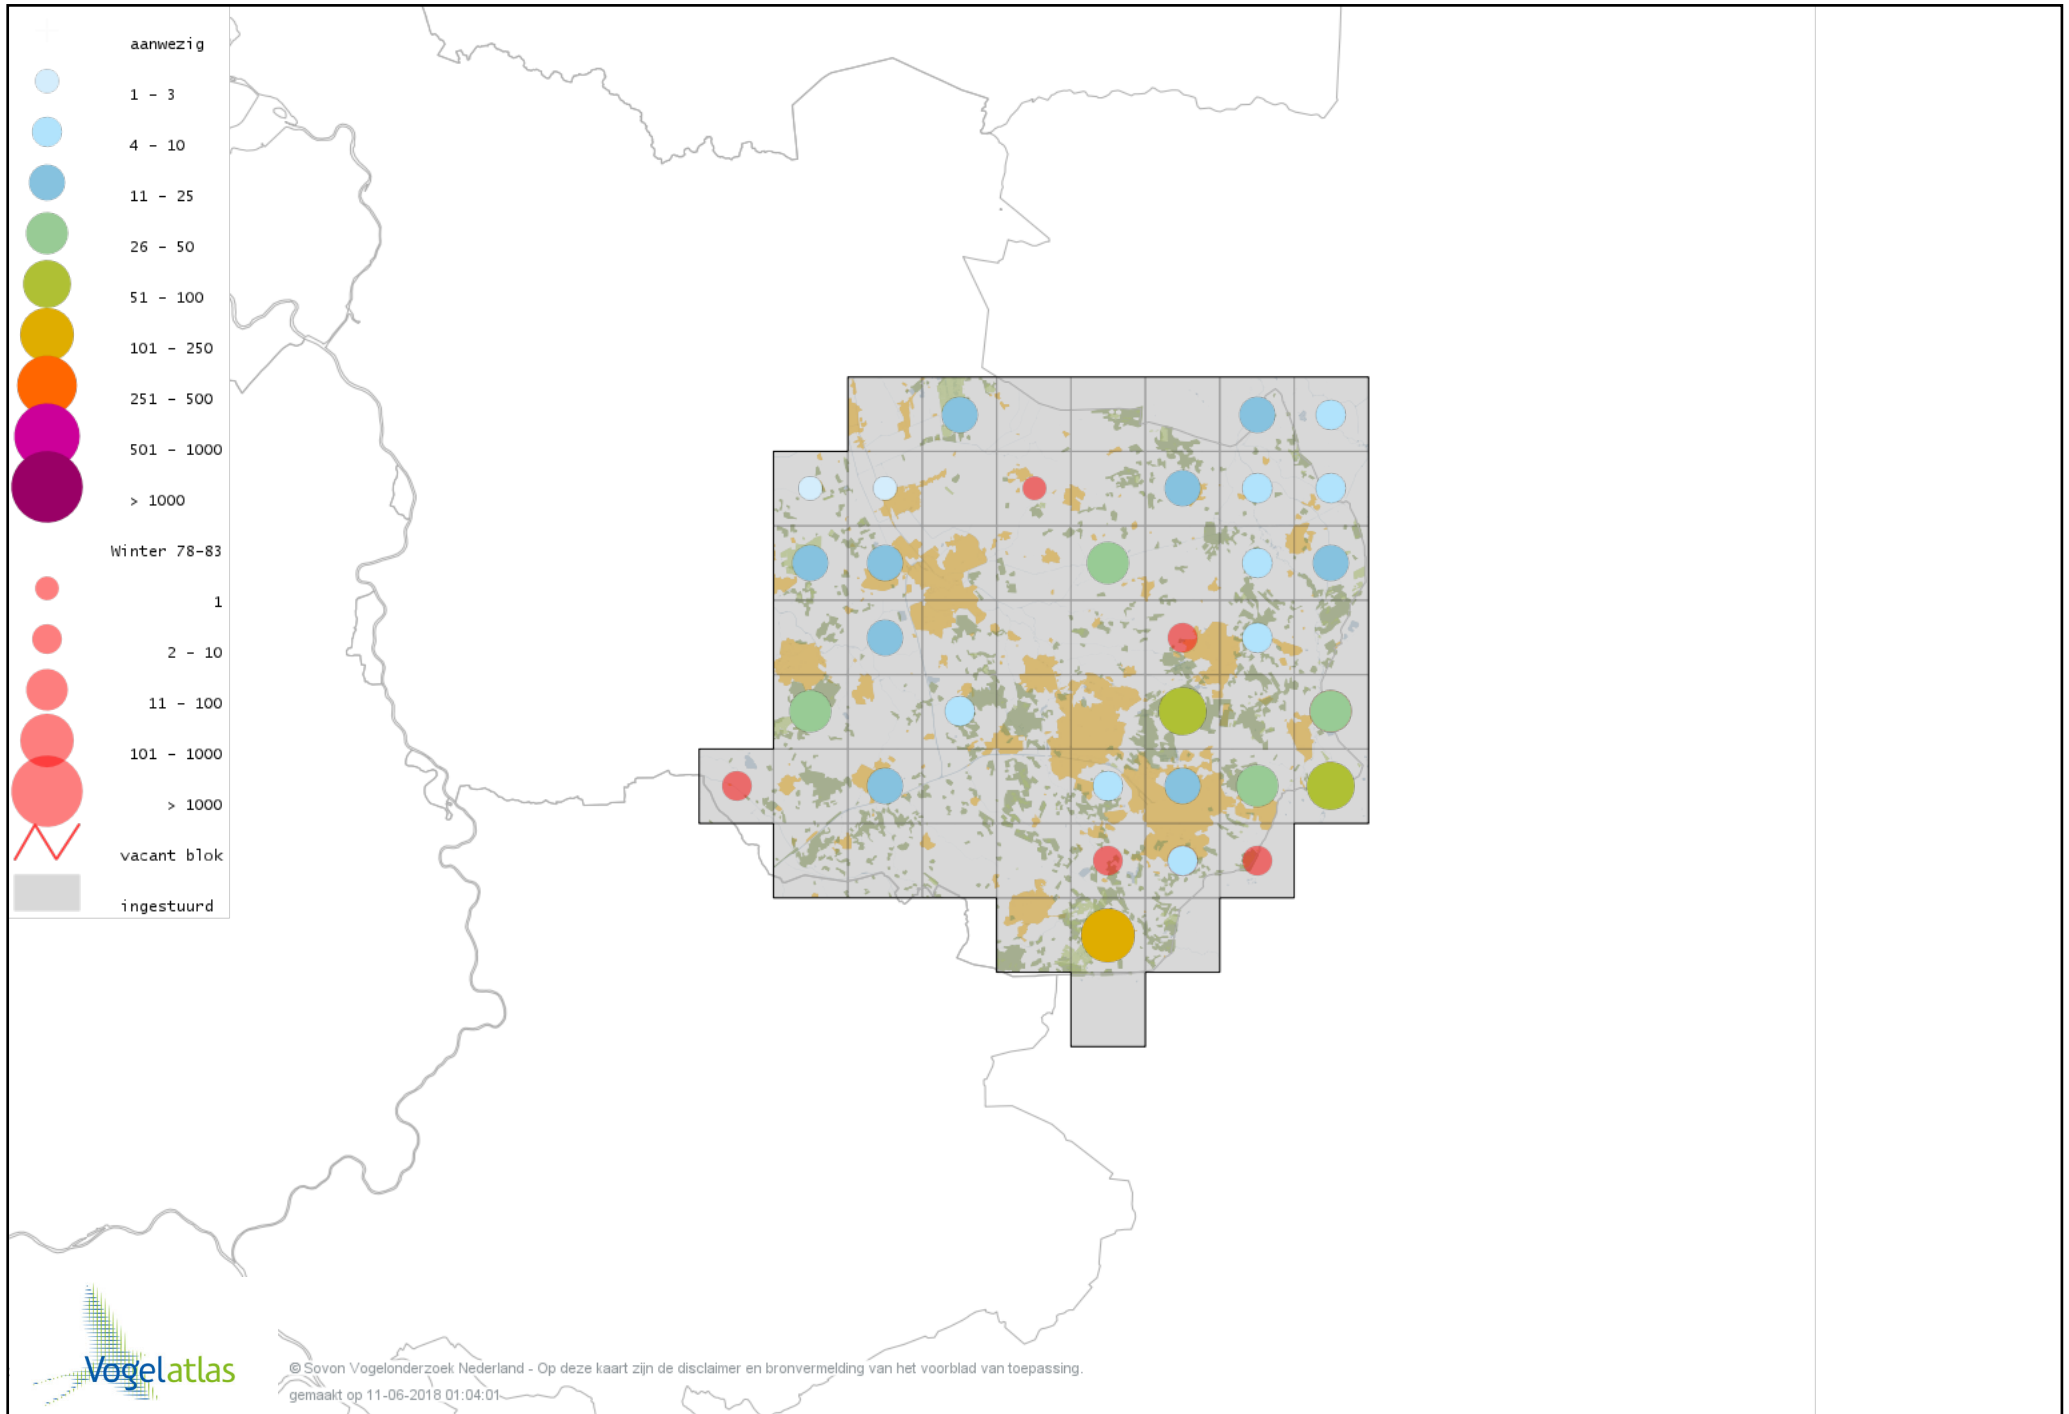 aanwezig
1 - 3
4 - 10
11 - 25
26 - 50
51 - 100
101 - 250
251 - 500
501 - 1000
> 1000
Winter 78-83
1
2 - 10
11 - 100
101 - 1000
> 1000
vacant blok
ingestuurd
Vogelatlas
© Sovon Vogelonderzoek Nederland - Op deze kaart zijn de disclaimer en bronvermelding van het voorblad van toepassing.
gemaakt op 11-06-2018 01:04:01